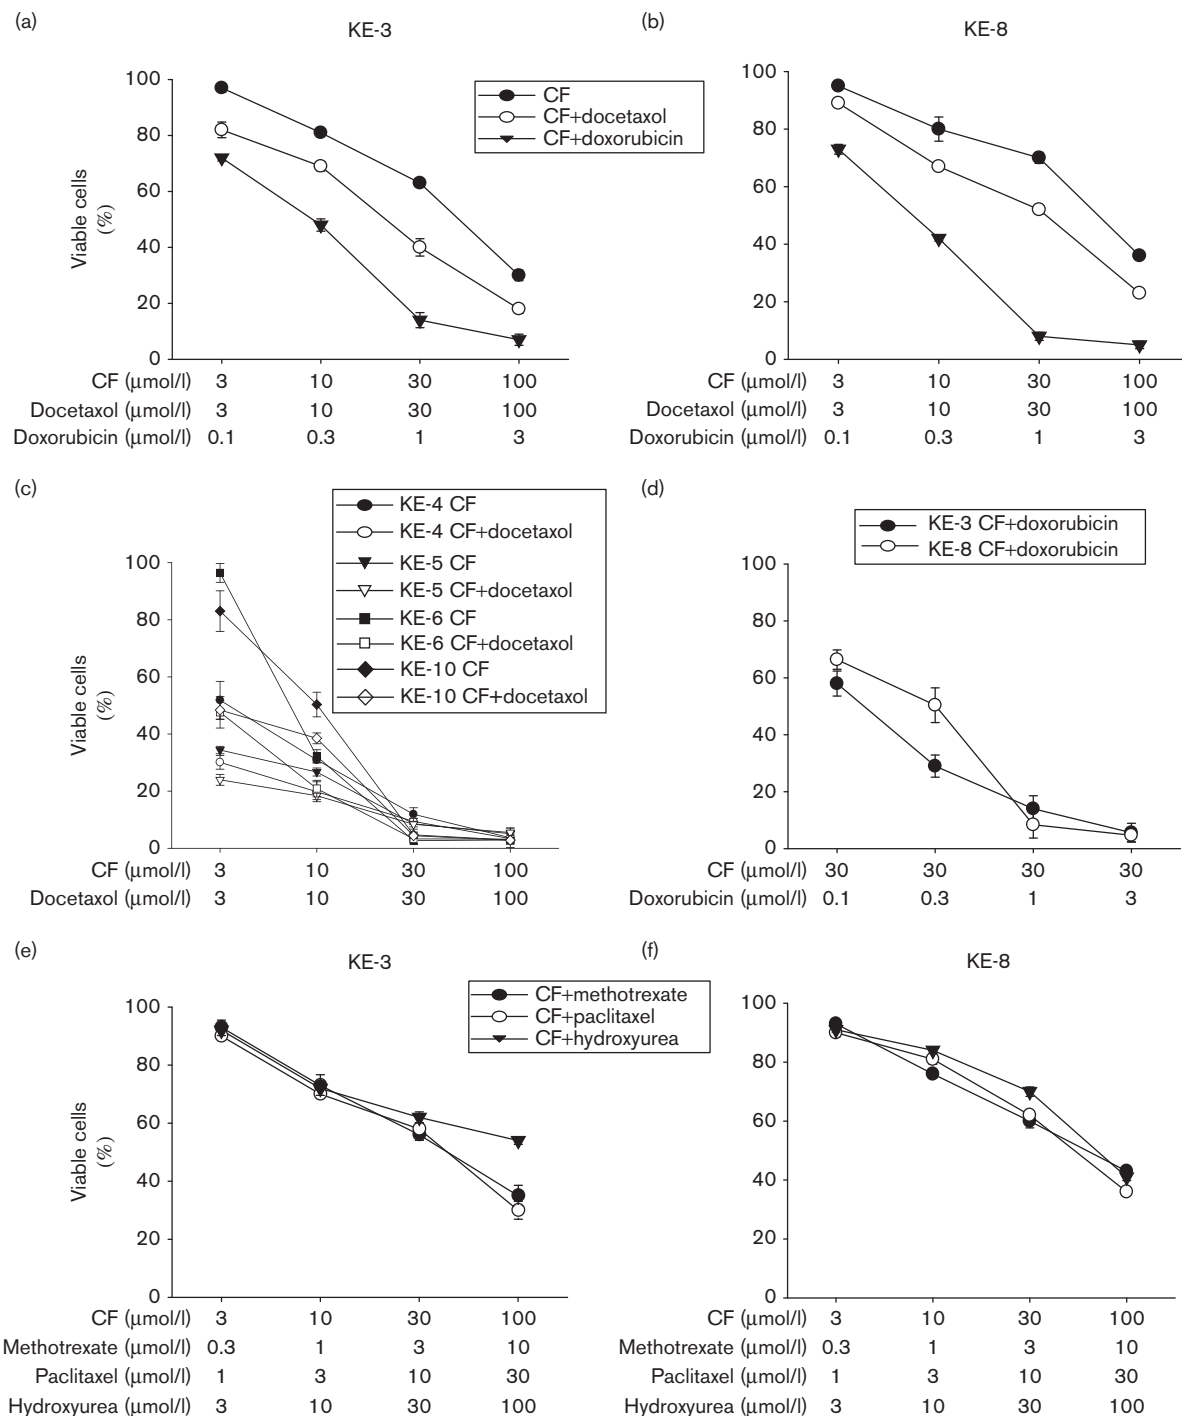 (a)
KE-3
(b)
KE-8
CF
CF+docetaxol
CF+doxorubicin
100
80
60
40
20
0
Viable cells
(%)
100
80
60
40
20
0
CF (μmol/l) 3 10 30 100
Docetaxol (μmol/l) 3 10 30 100
Doxorubicin (μmol/l) 0.1 0.3 1 3
CF (μmol/l) 3 10 30 100
Docetaxol (μmol/l) 3 10 30 100
Doxorubicin (μmol/l) 0.1 0.3 1 3
(c)
KE-4 CF
KE-4 CF+docetaxol
KE-5 CF
KE-5 CF+docetaxol
KE-6 CF
KE-6 CF+docetaxol
KE-10 CF
KE-10 CF+docetaxol
100
80
60
40
20
0
Viable cells
(%)
CF (μmol/l) 3 10 30 100
Docetaxol (μmol/l) 3 10 30 100
(d)
KE-3 CF+doxorubicin
KE-8 CF+doxorubicin
100
80
60
40
20
0
CF (μmol/l) 30 30 30 30
Doxorubicin (μmol/l) 0.1 0.3 1 3
(e)
KE-3
(f)
KE-8
CF+methotrexate
CF+paclitaxel
CF+hydroxyurea
100
80
60
40
20
0
Viable cells
(%)
100
80
60
40
20
0
CF (μmol/l) 3 10 30 100
Methotrexate (μmol/l) 0.3 1 3 10
Paclitaxel (μmol/l) 1 3 10 30
Hydroxyurea (μmol/l) 3 10 30 100
CF (μmol/l) 3 10 30 100
Methotrexate (μmol/l) 0.3 1 3 10
Paclitaxel (μmol/l) 1 3 10 30
Hydroxyurea (μmol/l) 3 10 30 100